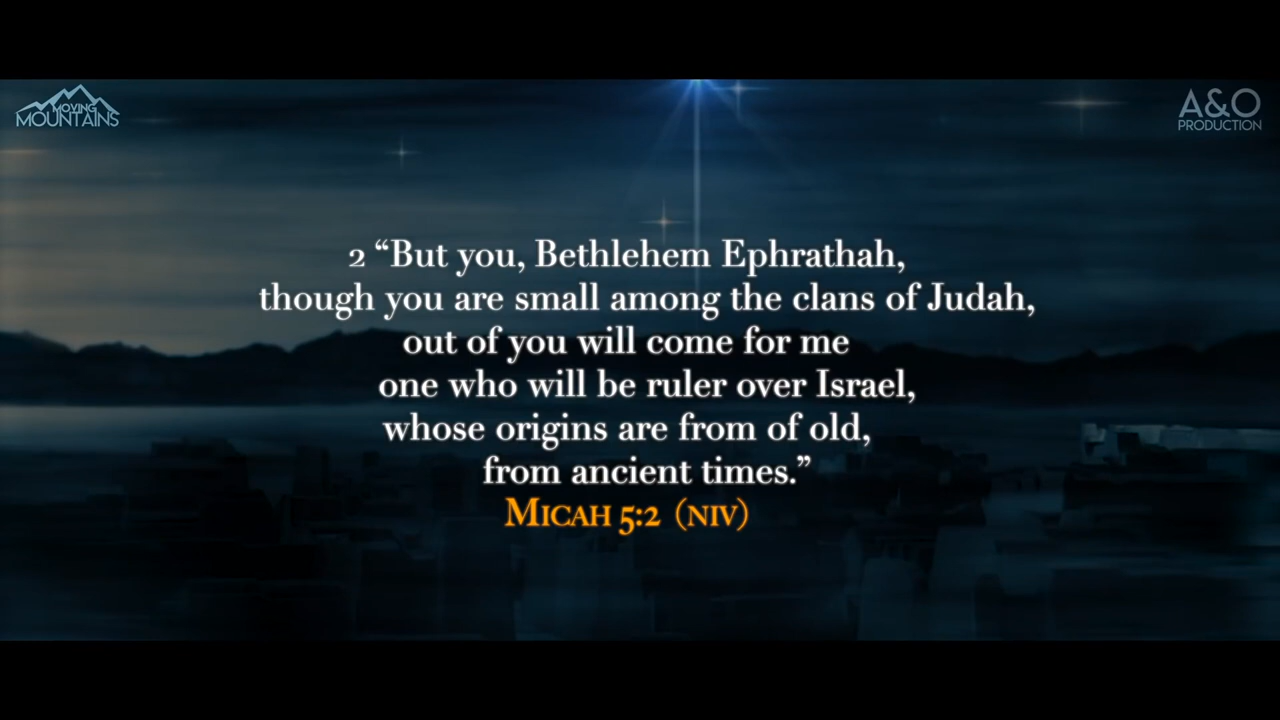 MOVING
MOUNTAINS
A&O
PRODUCTION
2 “But you, Bethlehem Ephrathah,
though you are small among the clans of Judah,
out of you will come for me
one who will be ruler over Israel,
whose origins are from of old,
from ancient times.”
MICAH 5:2 (NIV)